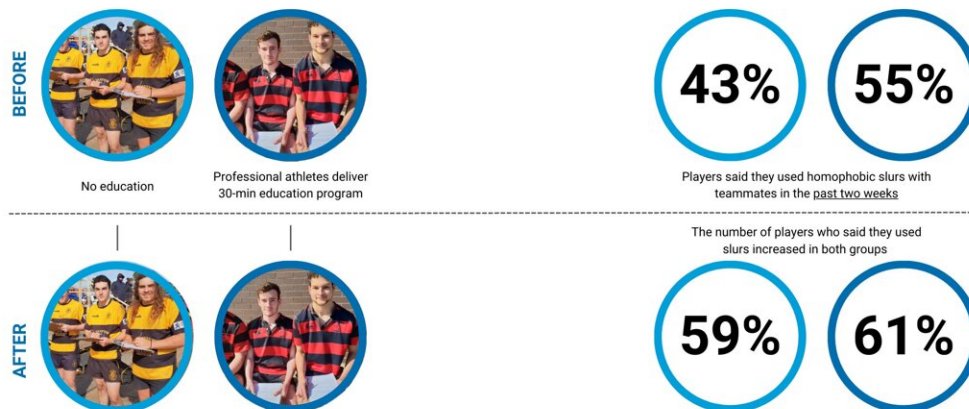 BEFORE
43%
55%
No education
Professional athletes deliver
30-min education program
Players said they used homophobic slurs with
teammates in the past two weeks
The number of players who said they used
slurs increased in both groups
AFTER
59%
61%